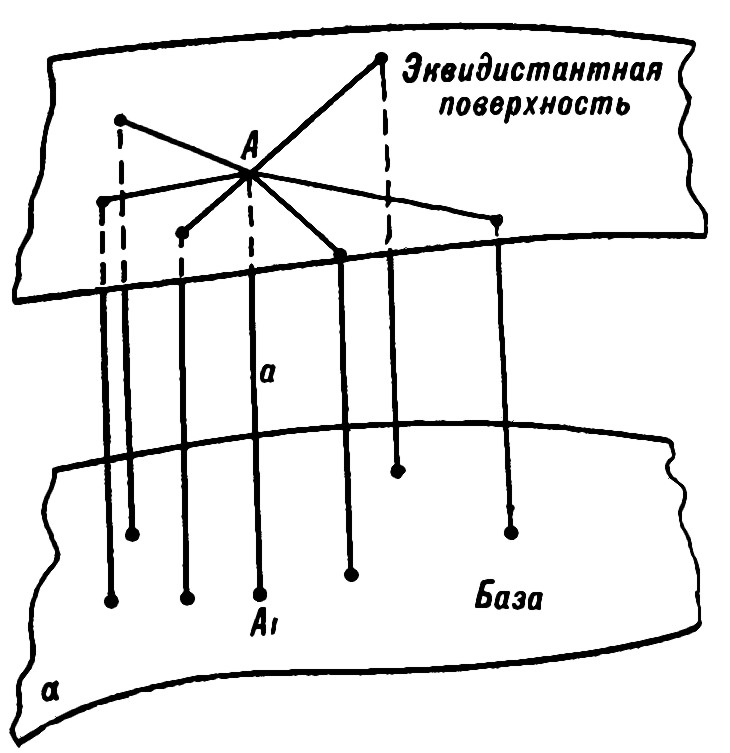 Эквидистантная
поверхность
A
a
База
A₁
α